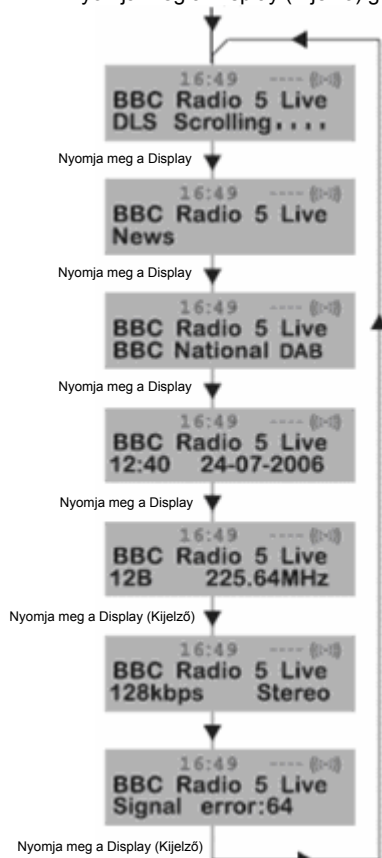 16:49 ----
BBC Radio 5 Live
DLS Scrolling....
Nyomja meg a Display
16:49 ----
BBC Radio 5 Live
News
Nyomja meg a Display
16:49 ----
BBC Radio 5 Live
BBC National DAB
Nyomja meg a Display
16:49 ----
BBC Radio 5 Live
12:40 24-07-2006
Nyomja meg a Display
16:49 ----
BBC Radio 5 Live
12B 225.64MHz
Nyomja meg a Display (Kijelző)
16:49 ----
BBC Radio 5 Live
128kbps Stereo
16:49 ----
BBC Radio 5 Live
Signal error:64
Nyomja meg a Display (Kijelző)